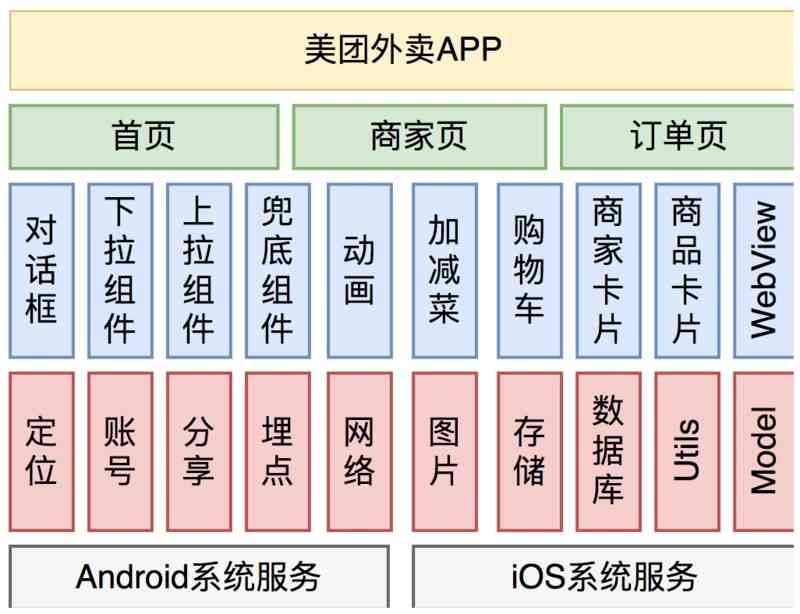 美团外卖APP
首页
商家页
订单页
对话框
下拉组件
上拉组件
兜底组件
动画
加减菜
购物车
商家卡片
商品卡片
WebView
定位
账号
分享
埋点
网络
图片
存储
数据库
Utils
Model
Android系统服务
iOS系统服务